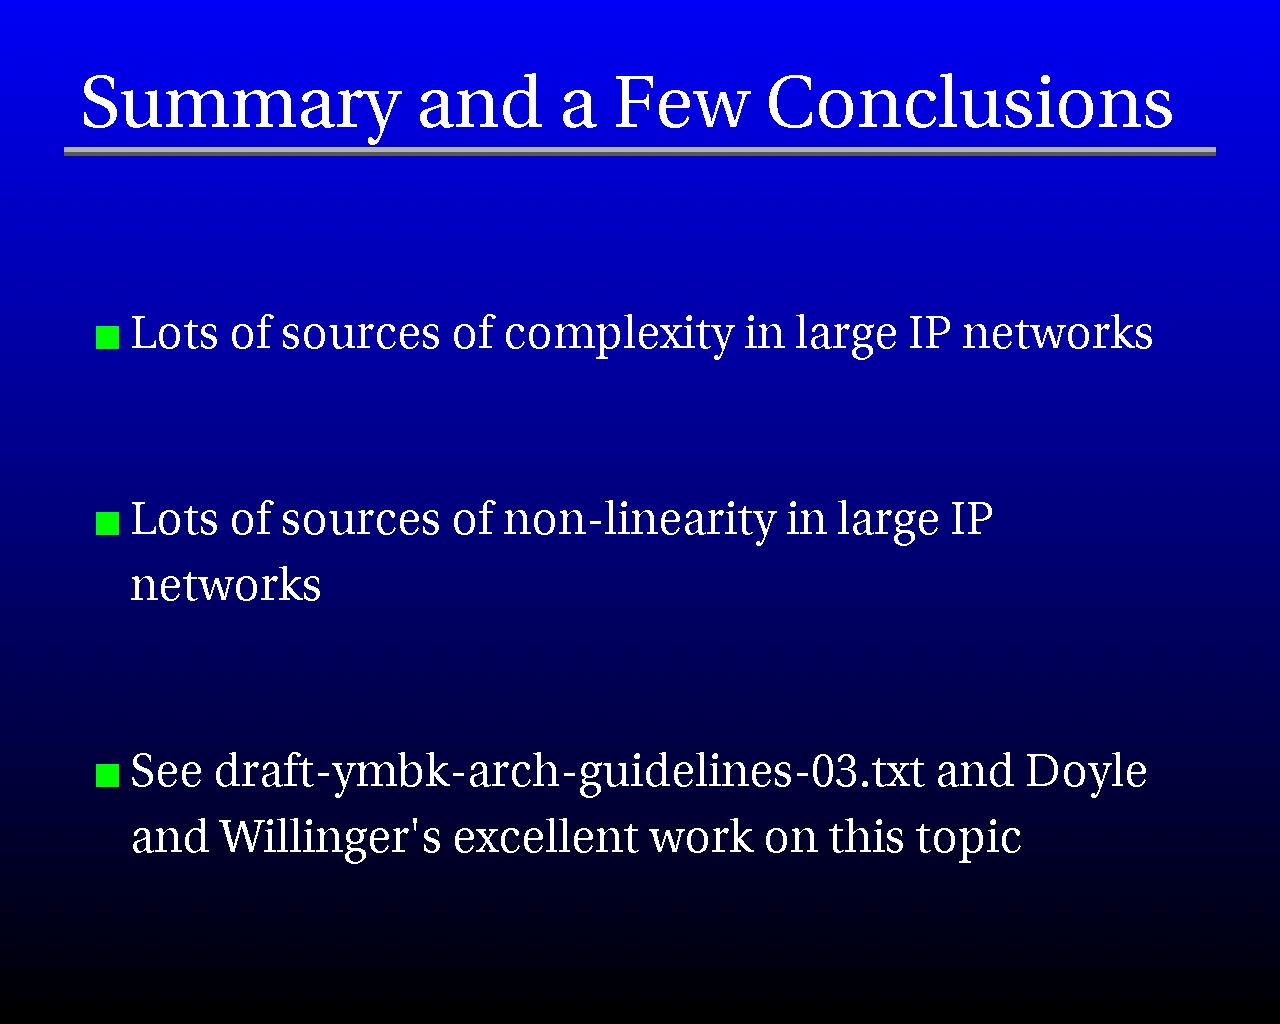 Summary and a Few Conclusions
Lots of sources of complexity in large IP networks
Lots of sources of non-linearity in large IP
networks
See draft-ymbk-arch-guidelines-03.txt and Doyle
and Willinger's excellent work on this topic